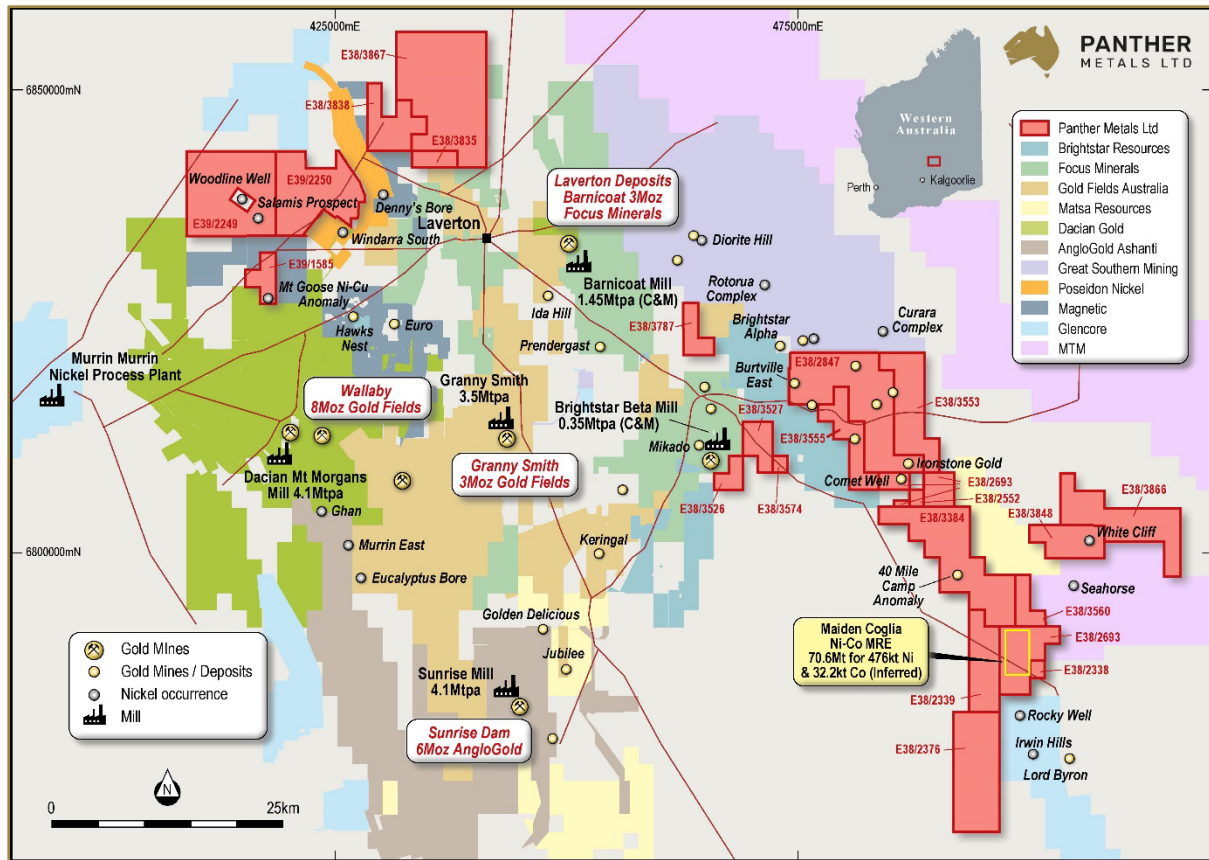 425000mE
475000mE
6850000mN
6800000mN
PANTHER
METALS LTD
Western
Australia
Perth
Kalgoorlie
Panther Metals Ltd
Brightstar Resources
Focus Minerals
Gold Fields Australia
Matsa Resources
Dacian Gold
AngloGold Ashanti
Great Southern Mining
Poseidon Nickel
Magnetic
Glencore
MTM
E38/3867
E38/3838
E38/3835
Woodline Well
E39/2250
Salamis Prospect
E39/2249
Denny's Bore
Laverton
Windarra South
E39/1585
Mt Goose Ni-Cu
Anomaly
Laverton Deposits
Barnicoat 3Moz
Focus Minerals
Barnicoat Mill
1.45Mtpa (C&M)
Diorite Hill
Rotorua
Complex
Curara
Complex
Ida Hill
E38/3787
Brightstar
Alpha
Hawks
Nest
Euro
Prendergast
E38/2847
Murrin Murrin
Nickel Process Plant
Burtville
East
Wallaby
8Moz Gold Fields
Granny Smith
3.5Mtpa
Brightstar Beta Mill
0.35Mtpa (C&M)
E38/3527
E38/3553
E38/3555
Mikado
Dacian Mt Morgans
Mill 4.1Mtpa
Granny Smith
3Moz Gold Fields
Ironstone Gold
Comet Well
E38/2693
E38/2552
E38/3526
E38/3574
E38/3384
E38/3866
E38/3848
White Cliff
Ghan
Murrin East
Keringal
Eucalyptus Bore
40 Mile
Camp
Anomaly
Seahorse
Golden Delicious
E38/3560
Maiden Coglia
Ni-Co MRE
70.6Mt for 476kt Ni
& 32.2kt Co (Inferred)
E38/2693
E38/2338
Jubilee
Sunrise Mill
4.1Mtpa
E38/2339
Rocky Well
Sunrise Dam
6Moz AngloGold
E38/2376
Irwin Hills
Lord Byron
Gold MInes
Gold Mines / Deposits
Nickel occurrence
Mill
N
0
25km